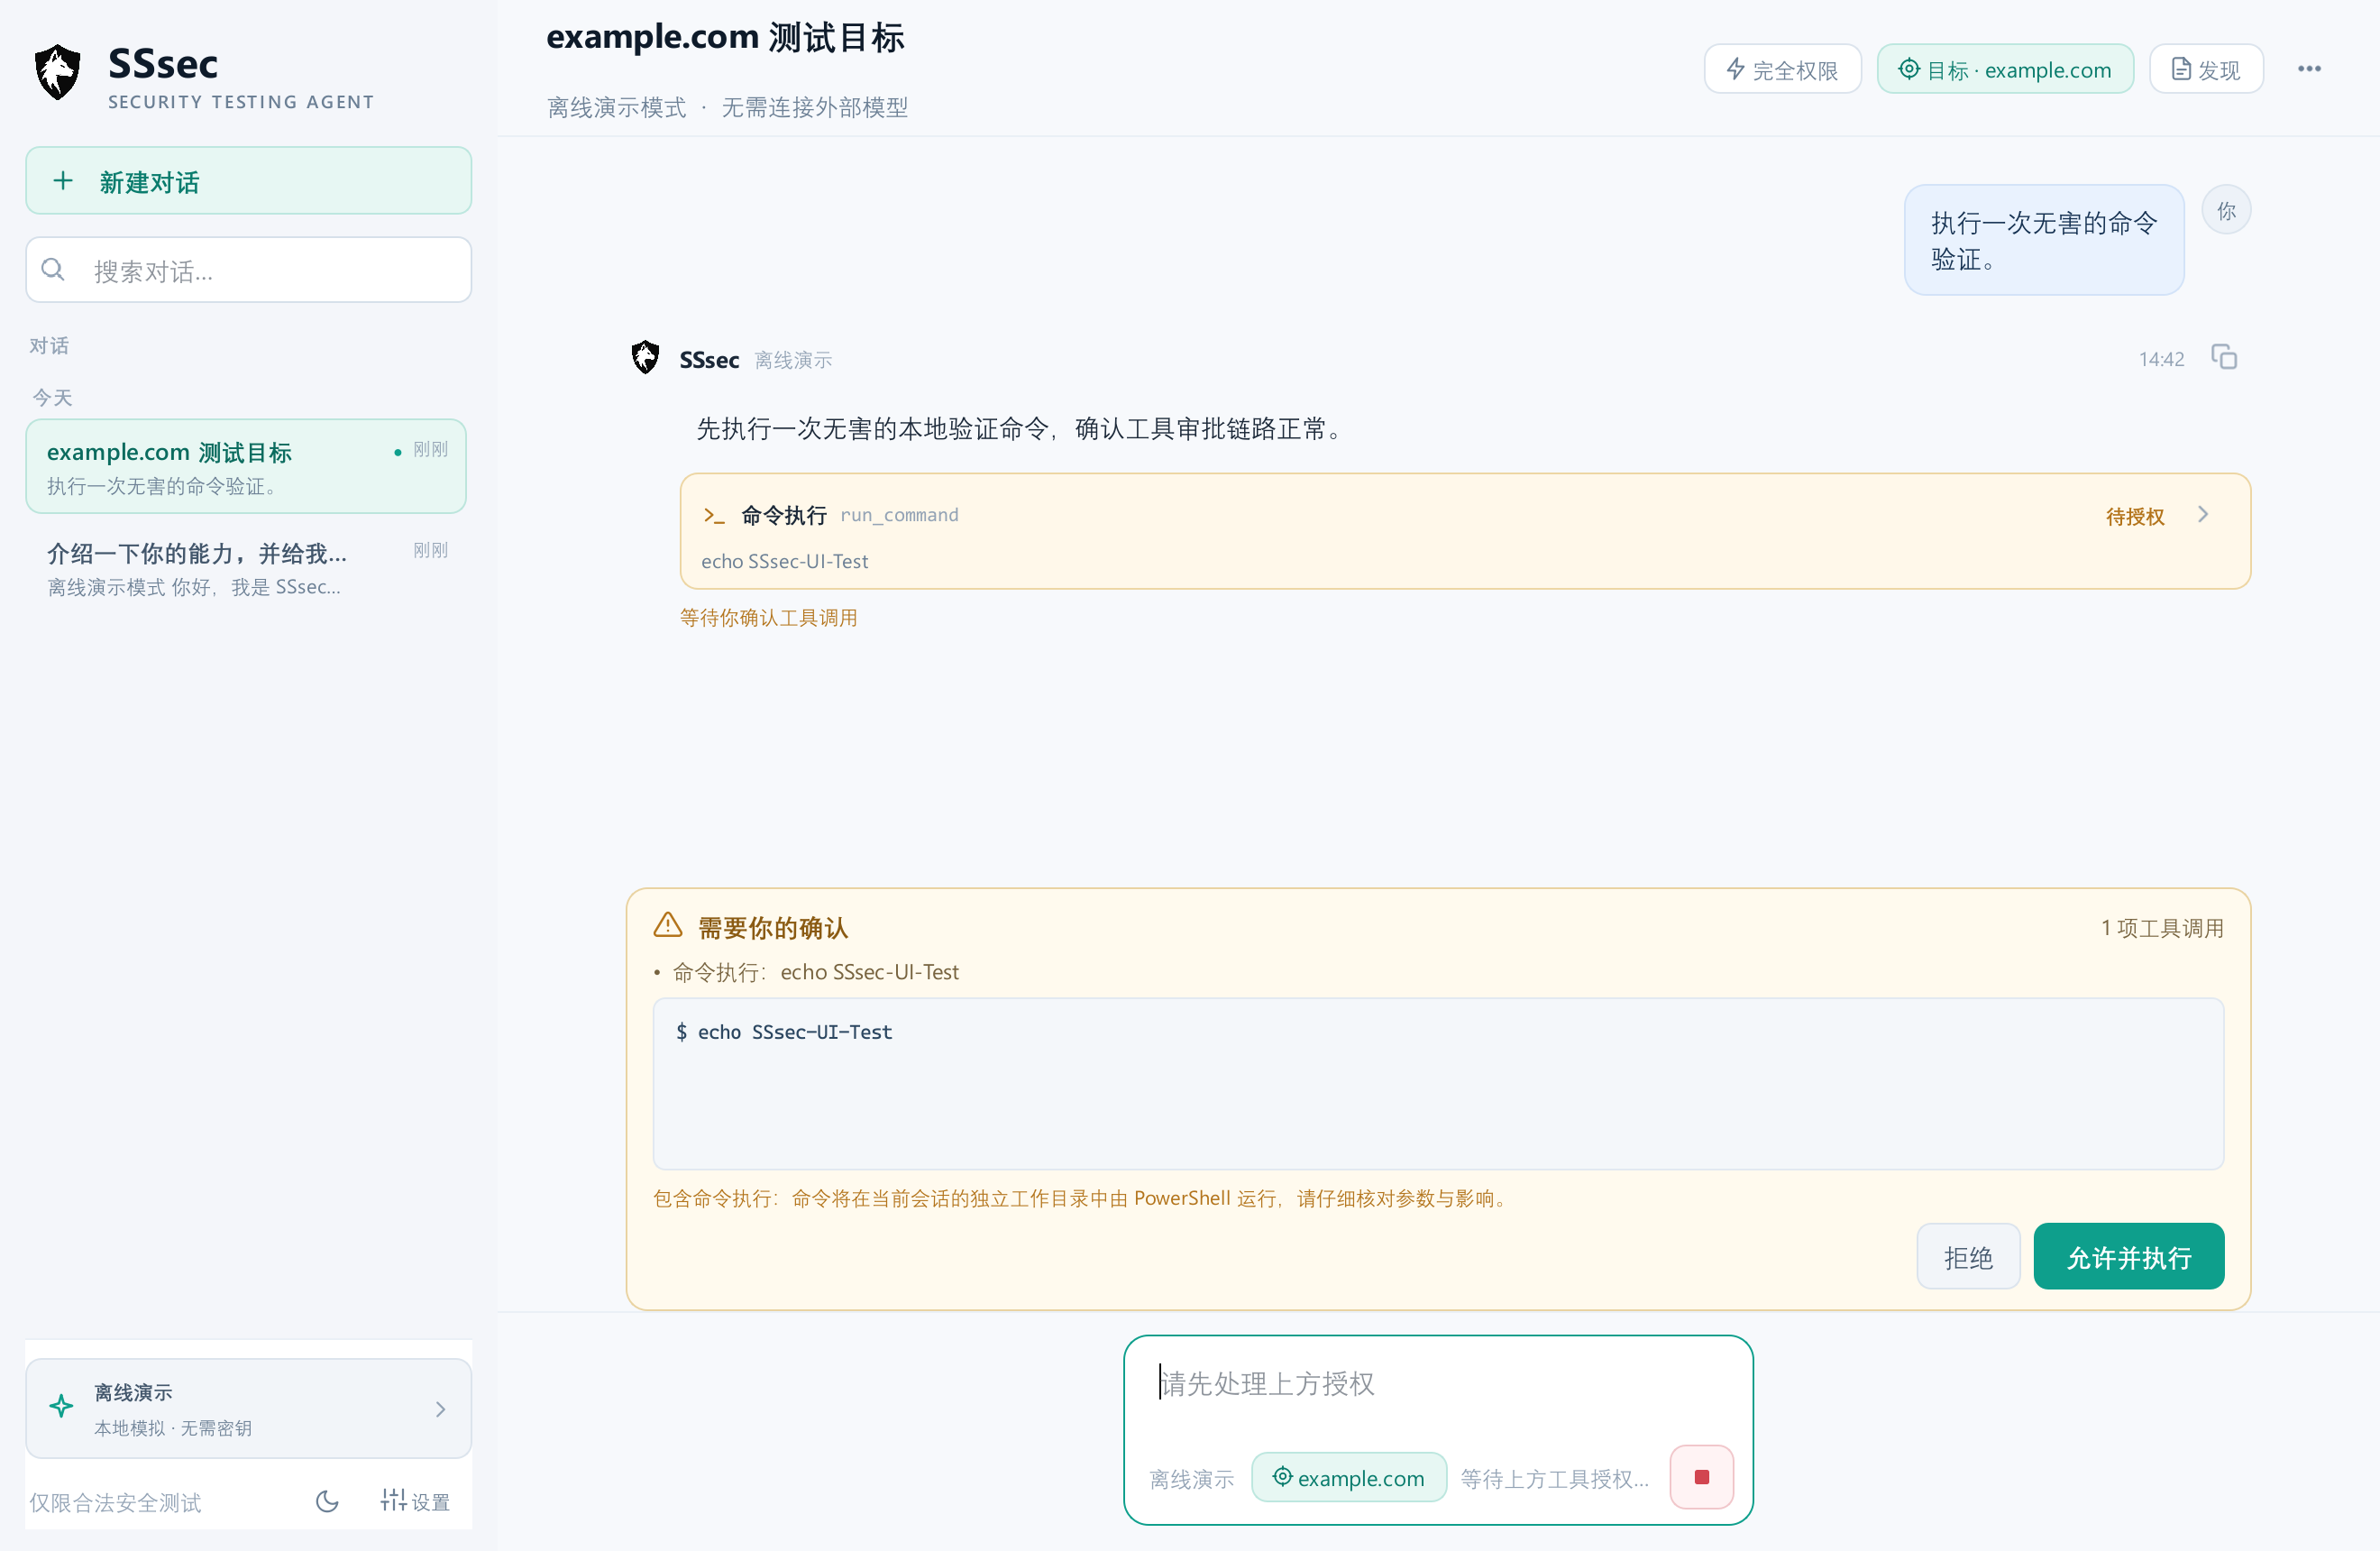 SSsec
SECURITY TESTING AGENT
新建对话
搜索对话...
对话
今天
example.com 测试目标
刚刚
执行一次无害的命令验证。
介绍一下你的能力，并给我...
刚刚
离线演示模式 你好，我是 SSsec...
离线演示
本地模拟 · 无需密钥
仅限合法安全测试
设置
example.com 测试目标
离线演示模式 · 无需连接外部模型
完全权限
目标 · example.com
发现
执行一次无害的命令
验证。
你
SSsec 离线演示
14:42
先执行一次无害的本地验证命令，确认工具审批链路正常。
>_ 命令执行 run_command
待授权
echo SSsec-UI-Test
等待你确认工具调用
需要你的确认
1 项工具调用
• 命令执行：echo SSsec-UI-Test
$ echo SSsec-UI-Test
包含命令执行：命令将在当前会话的独立工作目录中由 PowerShell 运行，请仔细核对参数与影响。
拒绝
允许并执行
请先处理上方授权
离线演示
example.com
等待上方工具授权...